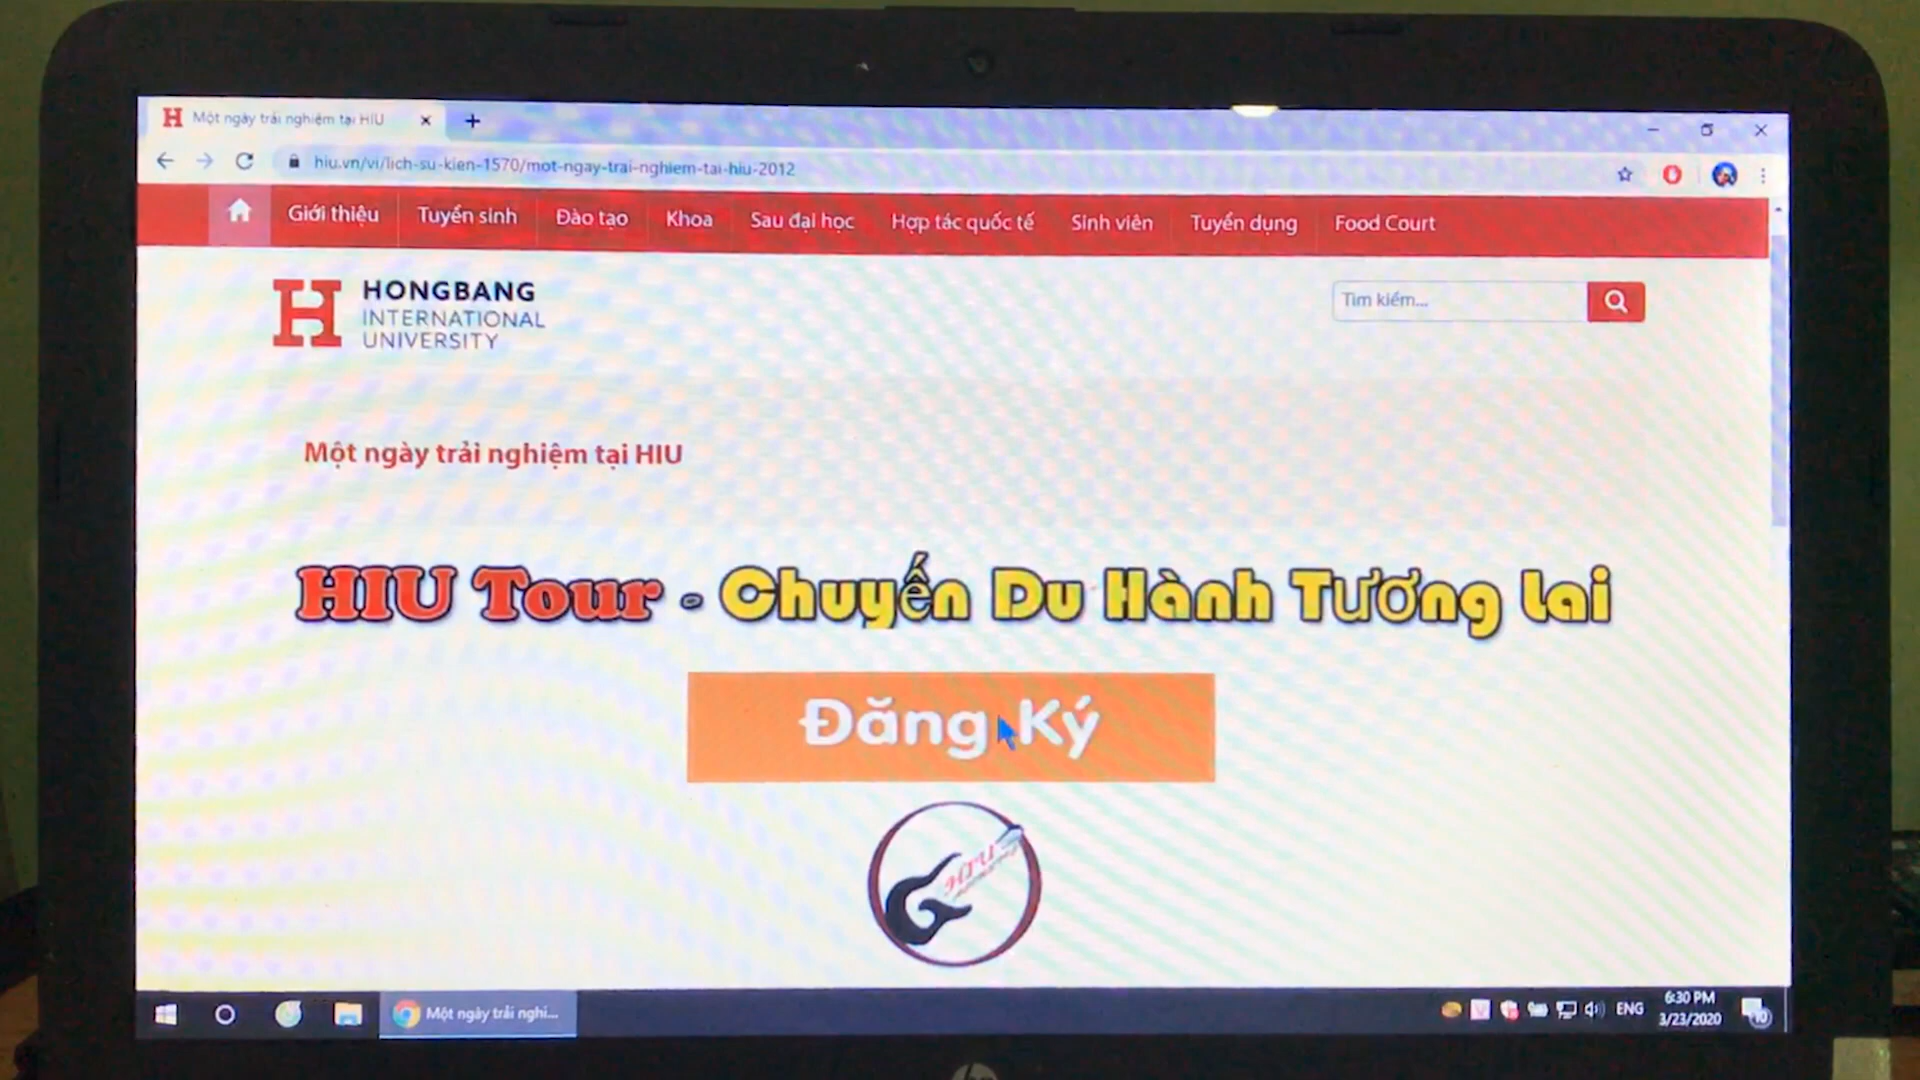 Một ngày trải nghiệm tại HIU
hiu.vn/vi/lich-su-kien-1570/mot-ngay-trai-nghiem-tai-hiu-2012
Giới thiệu Tuyển sinh Đào tạo Khoa Sau đại học Hợp tác quốc tế Sinh viên Tuyển dụng Food Court
HONGBANG
INTERNATIONAL
UNIVERSITY
Tìm kiếm...
Một ngày trải nghiệm tại HIU
HIU Tour - Chuyến Du Hành Tương Lai
Đăng Ký
HIU
Một ngày trải nghi...
ENG
6:30 PM
3/23/2020
10
hp